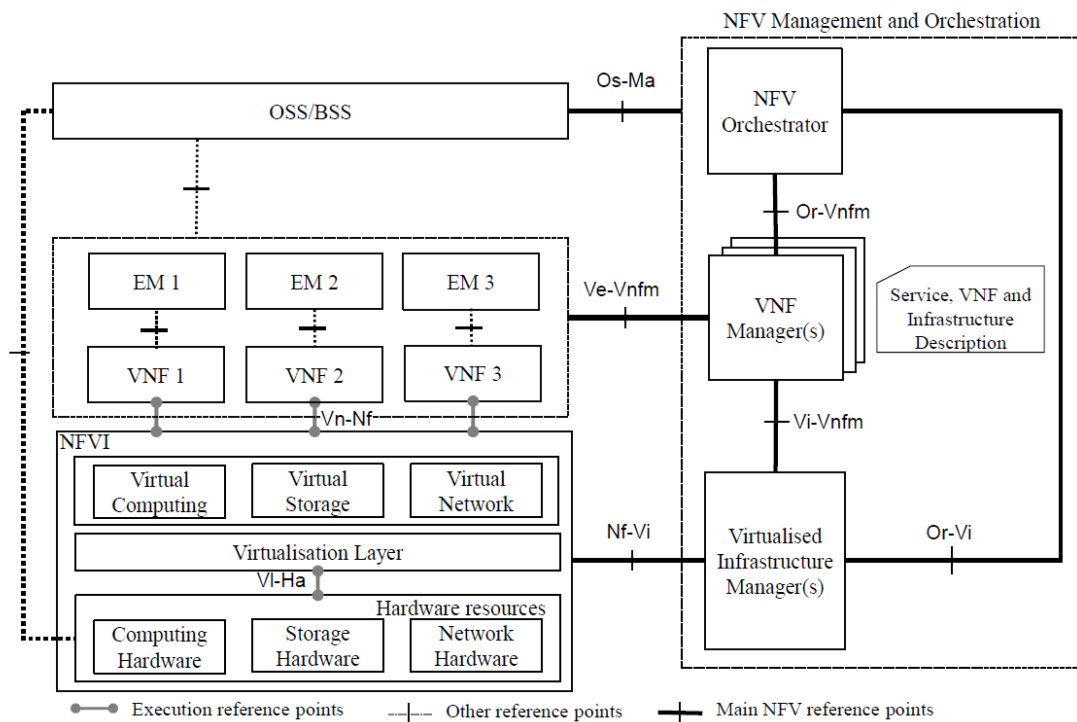 NFV Management and Orchestration
Os-Ma
OSS/BSS
NFV
Orchestrator
Or-Vnfm
EM 1
EM 2
EM 3
Ve-Vnfm
VNF
Manager(s)
Service, VNF and
Infrastructure
Description
VNF 1
VNF 2
VNF 3
Vn-Nf
Vi-Vnfm
NFVI
Virtual
Computing
Virtual
Storage
Virtual
Network
Nf-Vi
Virtualised
Infrastructure
Manager(s)
Or-Vi
Virtualisation Layer
Vl-Ha
Hardware resources
Computing
Hardware
Storage
Hardware
Network
Hardware
Execution reference points
Other reference points
Main NFV reference points